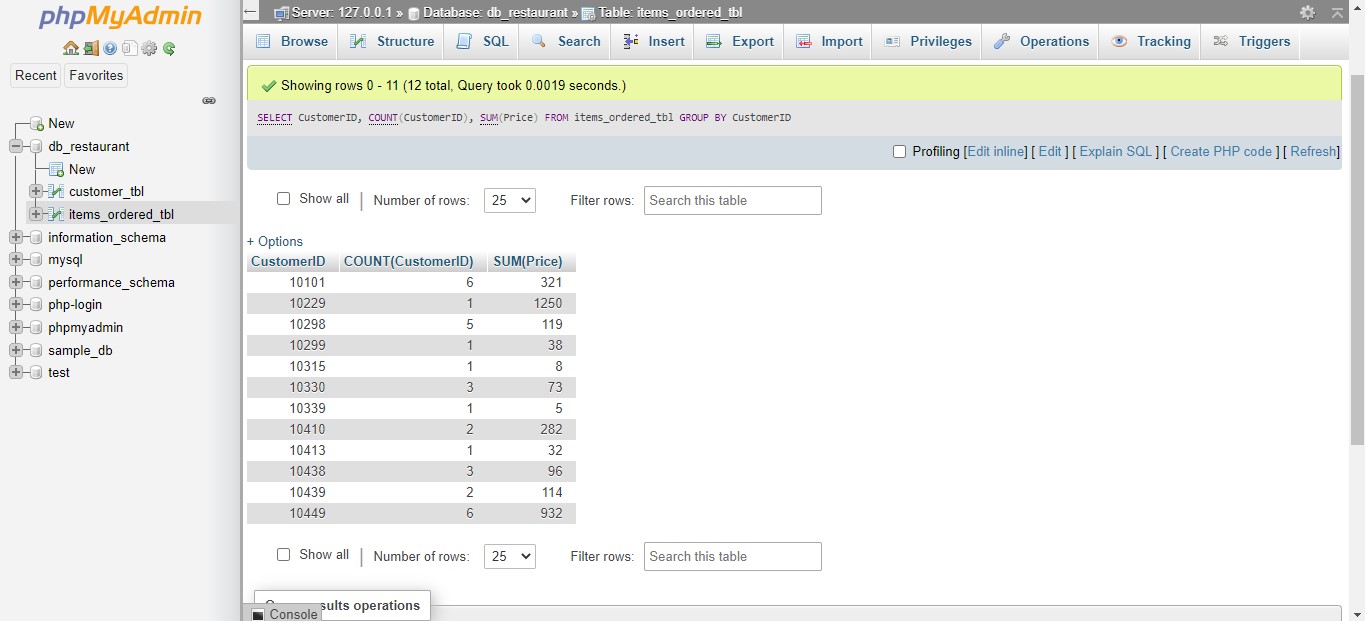 phpMyAdmin
Recent Favorites
New
db_restaurant
New
customer_tbl
items_ordered_tbl
information_schema
mysql
performance_schema
php-login
phpmyadmin
sample_db
test
Server: 127.0.0.1 » Database: db_restaurant » Table: items_ordered_tbl
Browse Structure SQL Search Insert Export Import Privileges Operations Tracking Triggers
Showing rows 0 - 11 (12 total, Query took 0.0019 seconds.)
SELECT CustomerID, COUNT(CustomerID), SUM(Price) FROM items_ordered_tbl GROUP BY CustomerID
Profiling [Edit inline] [ Edit ] [ Explain SQL ] [ Create PHP code ] [ Refresh]
Show all | Number of rows: 25 Filter rows: Search this table
+ Options
CustomerID COUNT(CustomerID) SUM(Price)
10101 6 321
10229 1 1250
10298 5 119
10299 1 38
10315 1 8
10330 3 73
10339 1 5
10410 2 282
10413 1 32
10438 3 96
10439 2 114
10449 6 932
Show all | Number of rows: 25 Filter rows: Search this table
operations
Console